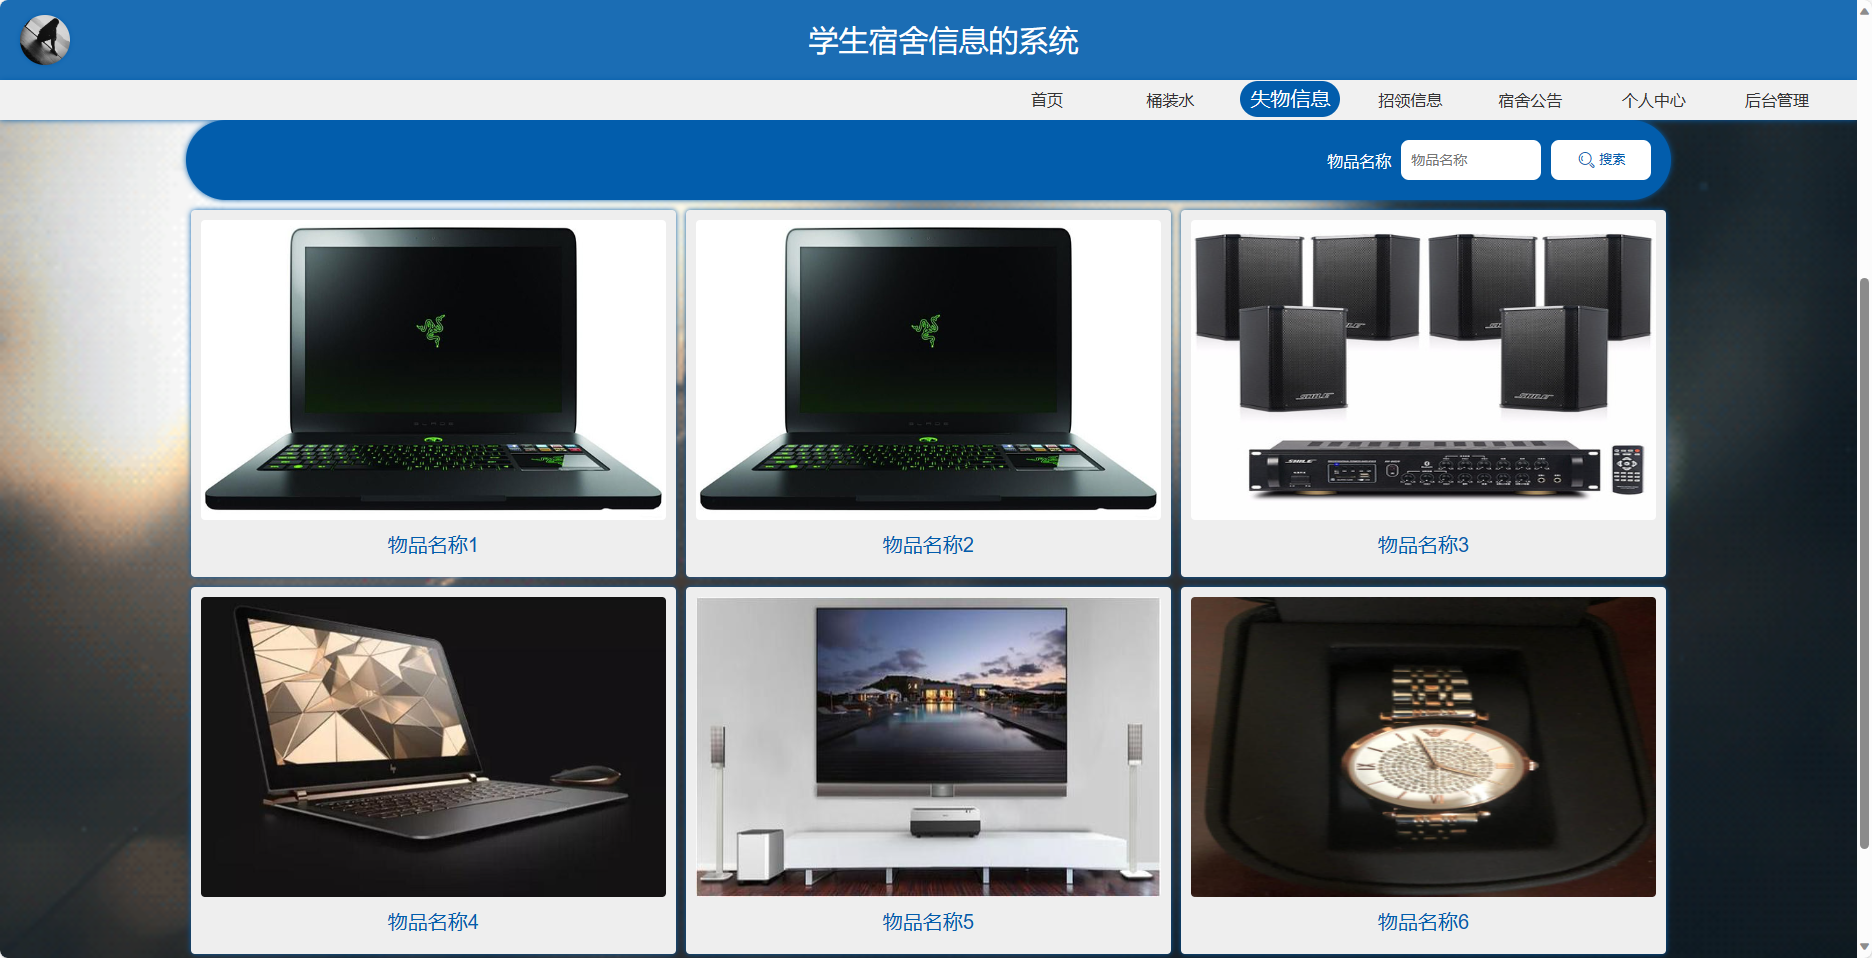 学生宿舍信息的系统
首页 桶装水 失物信息 招领信息 宿舍公告 个人中心 后台管理
物品名称 物品名称 搜索
物品名称1 物品名称2 物品名称3
物品名称4 物品名称5 物品名称6